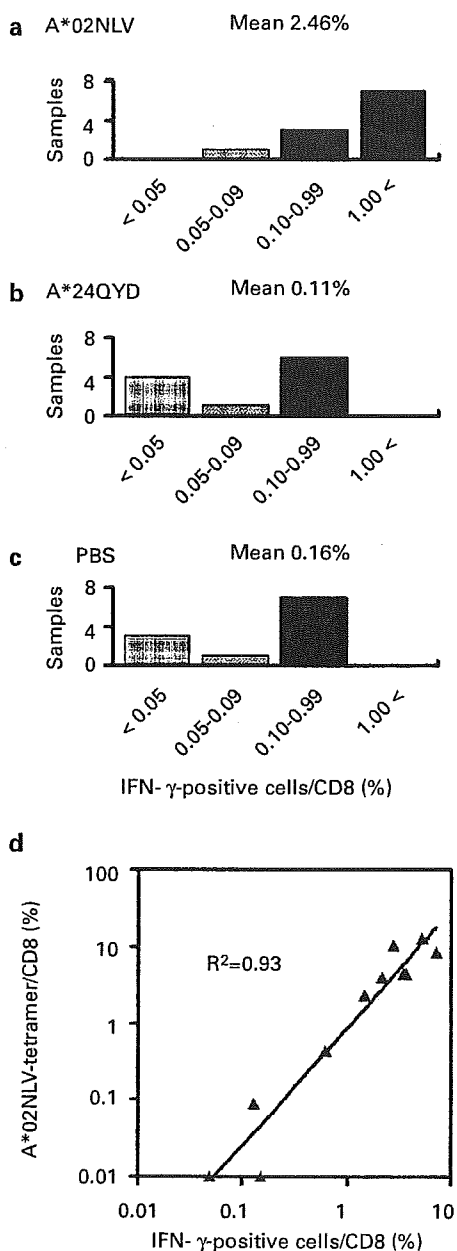 a A*02NLV Mean 2.46%
Samples
8
4
0
< 0.05 0.05-0.09 0.10-0.99 1.00 <
b A*24QYD Mean 0.11%
Samples
8
4
0
< 0.05 0.05-0.09 0.10-0.99 1.00 <
c PBS Mean 0.16%
Samples
8
4
0
< 0.05 0.05-0.09 0.10-0.99 1.00 <
IFN- γ-positive cells/CD8 (%)
d
A*02NLV-tetramer/CD8 (%)
100
10
1
0.1
0.01
R²=0.93
0.01 0.1 1 10
IFN- γ-positive cells/CD8 (%)